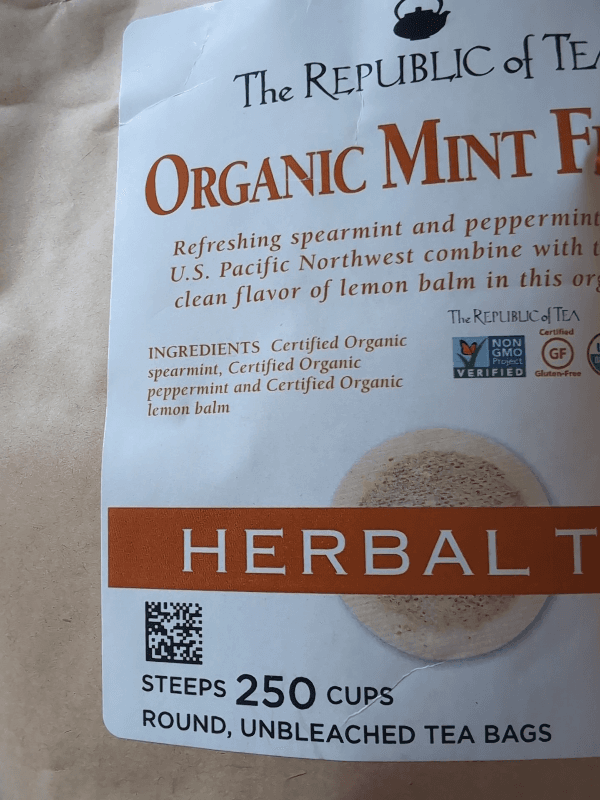 The REPUBLIC of TEA
ORGANIC MINT F
Refreshing spearmint and peppermint
U.S. Pacific Northwest combine with t
clean flavor of lemon balm in this org
The REPUBLIC of TEA
INGREDIENTS Certified Organic
spearmint, Certified Organic
peppermint and Certified Organic
lemon balm
NON
GMO
Project
VERIFIED
Certified
GF
Gluten-Free
HERBAL T
STEEPS 250 CUPS
ROUND, UNBLEACHED TEA BAGS